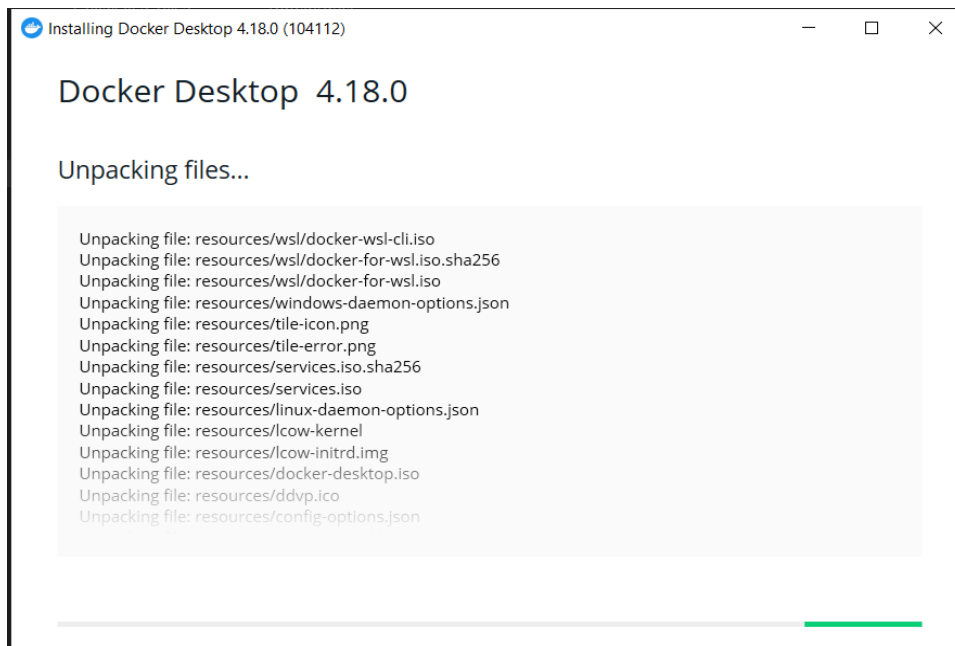 Installing Docker Desktop 4.18.0 (104112)
Docker Desktop 4.18.0
Unpacking files...
Unpacking file: resources/wsl/docker-wsl-cli.iso
Unpacking file: resources/wsl/docker-for-wsl.iso.sha256
Unpacking file: resources/wsl/docker-for-wsl.iso
Unpacking file: resources/windows-daemon-options.json
Unpacking file: resources/tile-icon.png
Unpacking file: resources/tile-error.png
Unpacking file: resources/services.iso.sha256
Unpacking file: resources/services.iso
Unpacking file: resources/linux-daemon-options.json
Unpacking file: resources/lcow-kernel
Unpacking file: resources/lcow-initrd.img
Unpacking file: resources/docker-desktop.iso
Unpacking file: resources/ddvp.ico
Unpacking file: resources/config-options.json